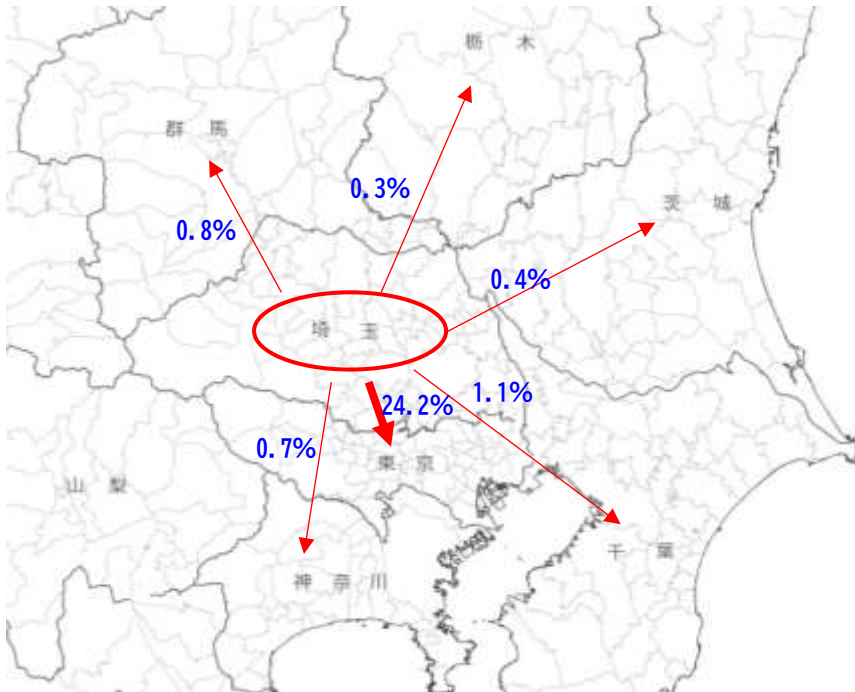 栃 木
群 馬
0.3%
茨 城
0.8%
0.4%
埼 玉
1.1%
24.2%
0.7%
東 京
山 梨
千 葉
神 奈 川